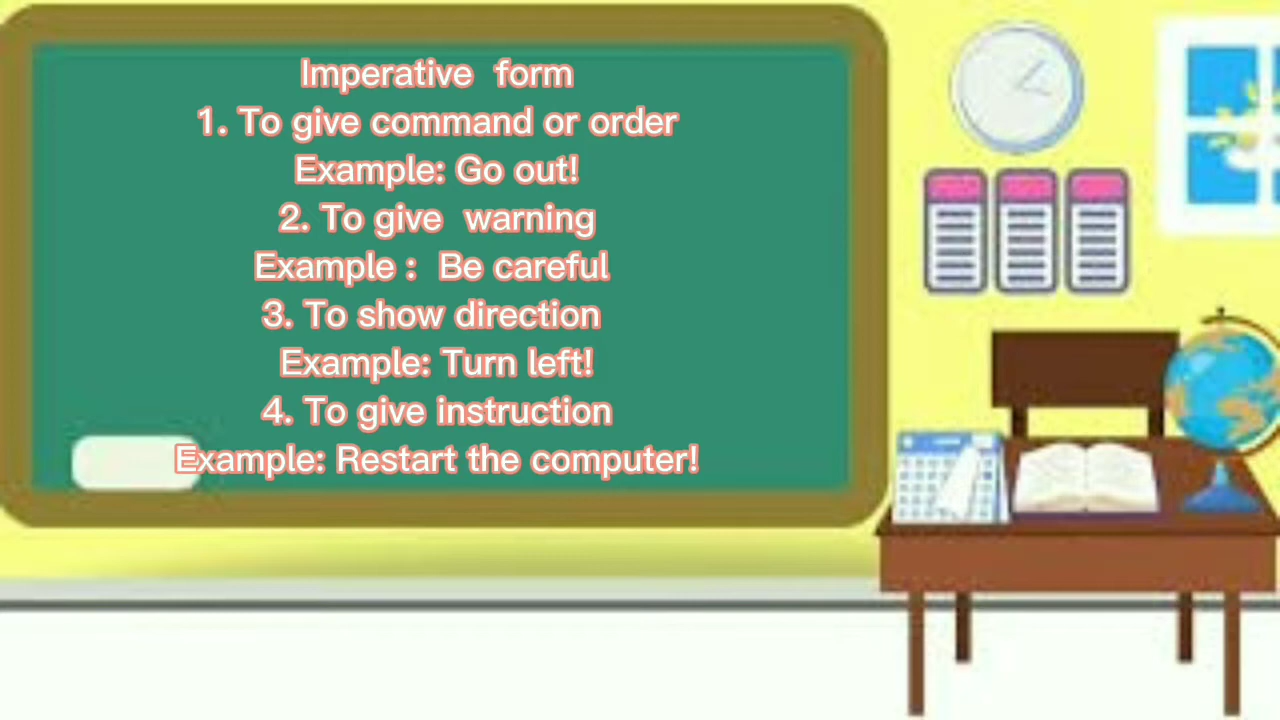 Imperative form
1. To give command or order
Example: Go out!
2. To give warning
Example : Be careful
3. To show direction
Example: Turn left!
4. To give instruction
Example: Restart the computer!